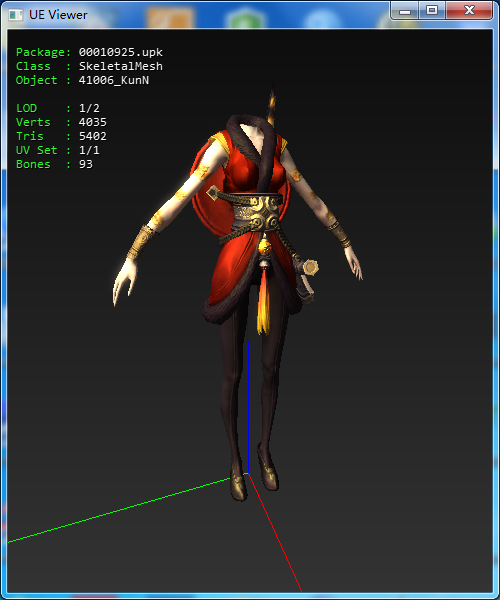 UE Viewer
Package: 00010925.upk
Class : SkeletalMesh
Object : 41006_KunN
LOD : 1/2
Verts : 4035
Tris : 5402
UV Set : 1/1
Bones : 93